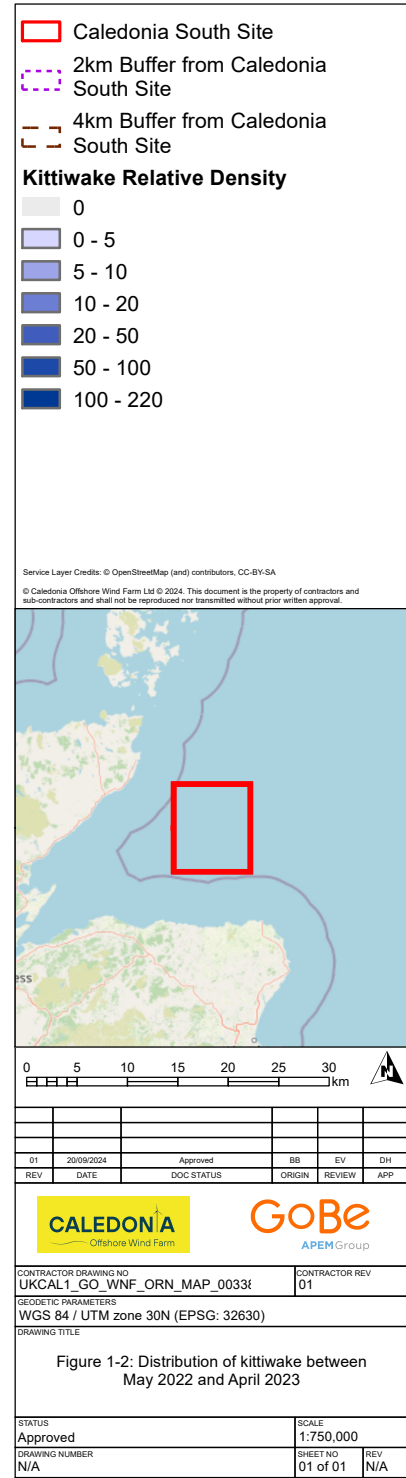 Caledonia South Site
2km Buffer from Caledonia
South Site
4km Buffer from Caledonia
South Site
Kittiwake Relative Density
0
0 - 5
5 - 10
10 - 20
20 - 50
50 - 100
100 - 220
Service Layer Credits: © OpenStreetMap (and) contributors, CC-BY-SA
© Caledonia Offshore Wind Farm Ltd © 2024. This document is the property of contractors and
sub-contractors and shall not be reproduced nor transmitted without prior written approval.
ess
0 5 10 15 20 25 30
km
N
01 20/09/2024 Approved BB EV DH
REV DATE DOC STATUS ORIGIN REVIEW APP
CALEDONIA
Offshore Wind Farm
GoBe
APEMGroup
CONTRACTOR DRAWING NO
UKCAL1_GO_WNF_ORN_MAP_00338
CONTRACTOR REV
01
GEODETIC PARAMETERS
WGS 84 / UTM zone 30N (EPSG: 32630)
DRAWING TITLE
Figure 1-2: Distribution of kittiwake between
May 2022 and April 2023
STATUS
Approved
SCALE
1:750,000
DRAWING NUMBER
N/A
SHEET NO
01 of 01
REV
N/A